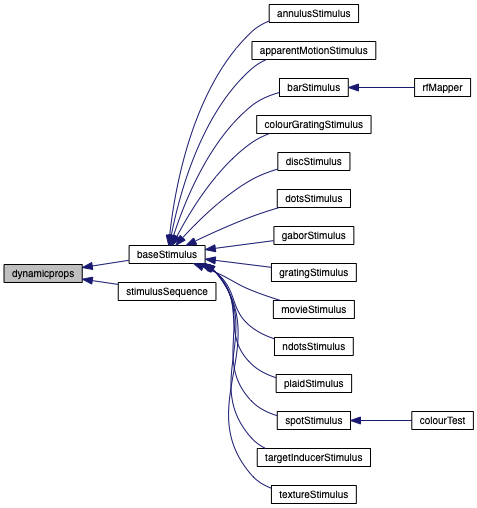 annulusStimulus
apparentMotionStimulus
barStimulus
rfMapper
colourGratingStimulus
discStimulus
dotsStimulus
gaborStimulus
baseStimulus
dynamicprops
gratingStimulus
stimulusSequence
movieStimulus
ndotsStimulus
plaidStimulus
spotStimulus
colourTest
targetInducerStimulus
textureStimulus